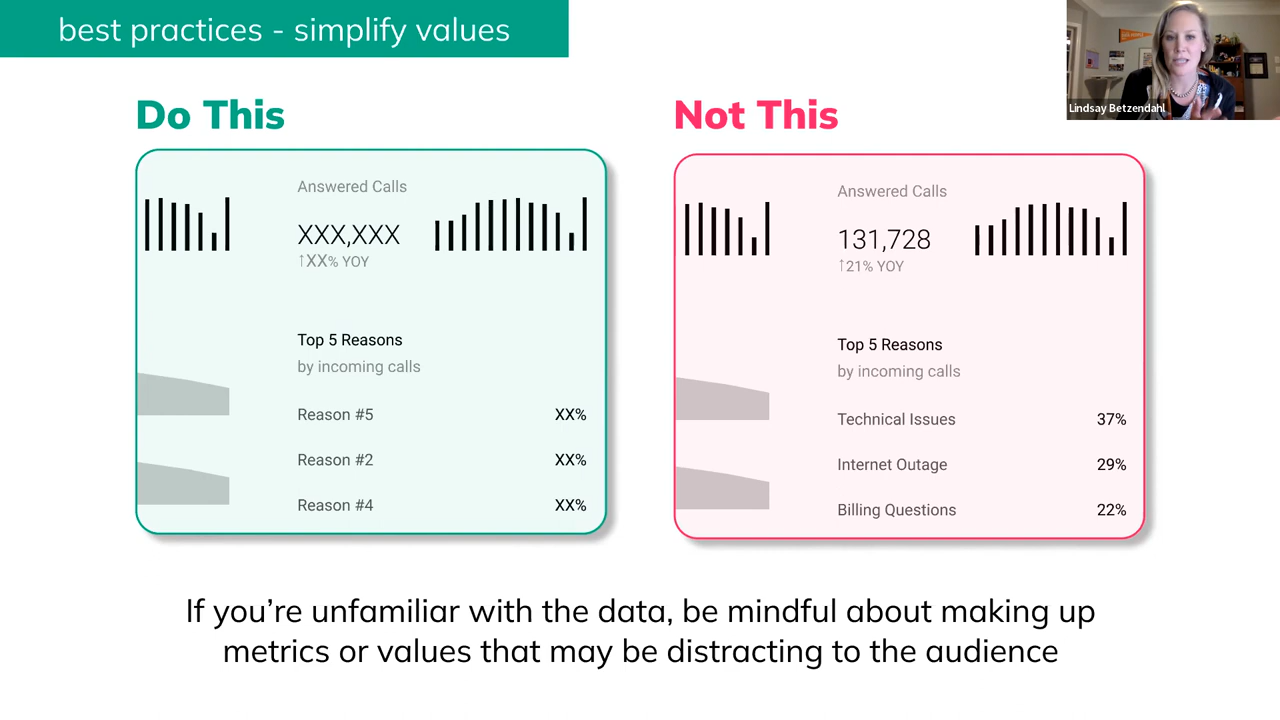 best practices - simplify values
Lindsay Betzendahl
Do This
Answered Calls
XXX,XXX
↑XX% YOY
Top 5 Reasons
by incoming calls
Reason #5 XX%
Reason #2 XX%
Reason #4 XX%
Not This
Answered Calls
131,728
↑21% YOY
Top 5 Reasons
by incoming calls
Technical Issues 37%
Internet Outage 29%
Billing Questions 22%
If you’re unfamiliar with the data, be mindful about making up
metrics or values that may be distracting to the audience